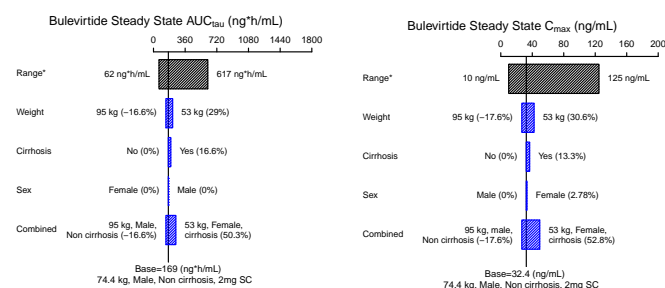 Bulevirtide Steady State AUCtau (ng*h/mL)
0 360 720 1080 1440 1800
Range* 62 ng*h/mL 617 ng*h/mL
Weight 95 kg (−16.6%) 53 kg (29%)
Cirrhosis No (0%) Yes (16.6%)
Sex Female (0%) Male (0%)
Combined 95 kg, Male, Non cirrhosis (−16.6%) 53 kg, Female, cirrhosis (50.3%)
Base=169 (ng*h/mL)
74.4 kg, Male, Non cirrhosis, 2mg SC
Bulevirtide Steady State Cmax (ng/mL)
0 40 80 120 160 200
Range* 10 ng/mL 125 ng/mL
Weight 95 kg (−17.6%) 53 kg (30.6%)
Cirrhosis No (0%) Yes (13.3%)
Sex Male (0%) Female (2.78%)
Combined 95 kg, male, Non cirrhosis (−17.6%) 53 kg, Female, cirrhosis (52.8%)
Base=32.4 (ng/mL)
74.4 kg, Male, Non cirrhosis, 2mg SC